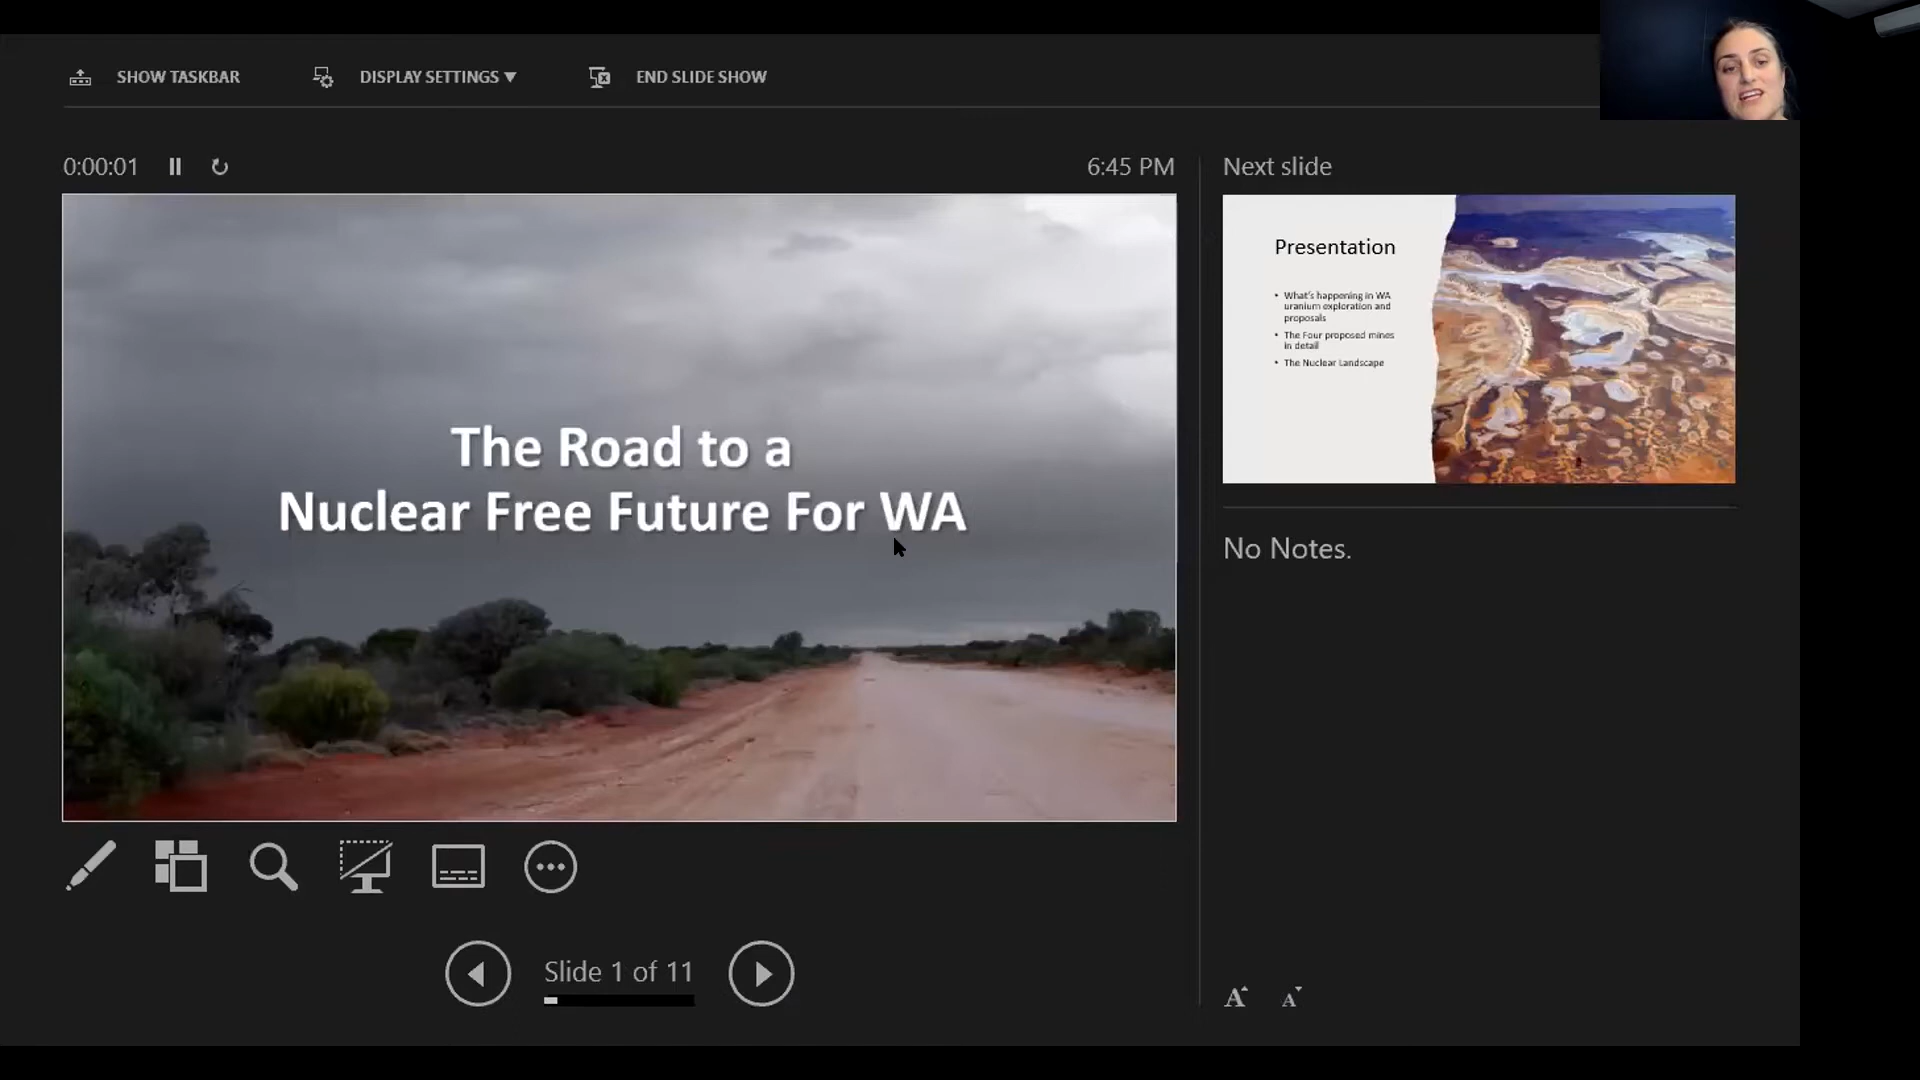 SHOW TASKBAR
DISPLAY SETTINGS ▼
END SLIDE SHOW
0:00:01
6:45 PM
The Road to a
Nuclear Free Future For WA
Slide 1 of 11
Next slide
Presentation
• What's happening in WA
uranium exploration and
proposals
• The Four proposed mines
in detail
• The Nuclear Landscape
No Notes.
A
A